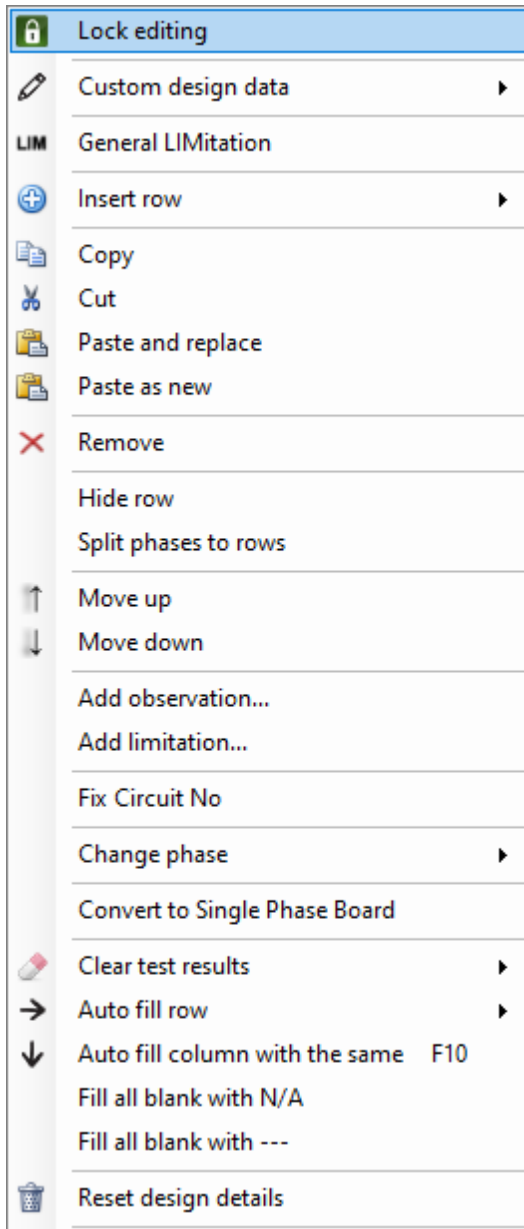 Lock editing
Custom design data
LIM General LIMitation
Insert row
Copy
Cut
Paste and replace
Paste as new
Remove
Hide row
Split phases to rows
Move up
Move down
Add observation...
Add limitation...
Fix Circuit No
Change phase
Convert to Single Phase Board
Clear test results
Auto fill row
Auto fill column with the same F10
Fill all blank with N/A
Fill all blank with ---
Reset design details